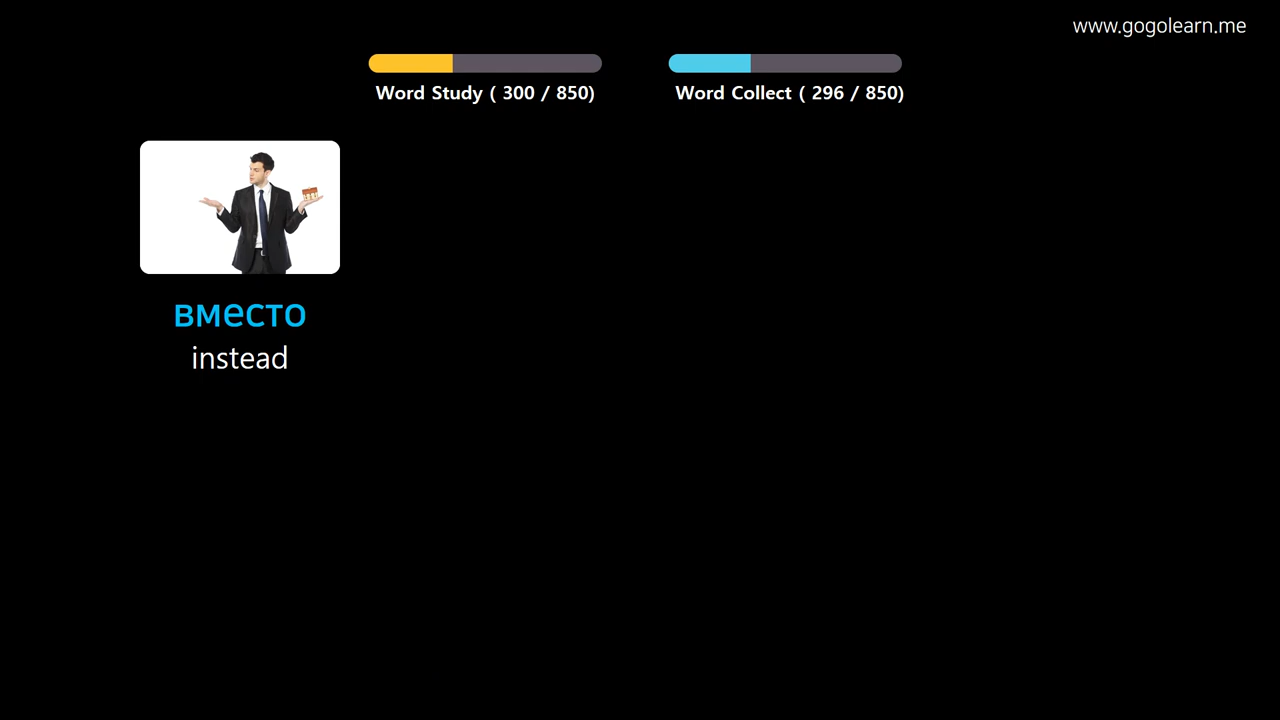 www.gogolearn.me
Word Study ( 300 / 850)
Word Collect ( 296 / 850)
вместо
instead